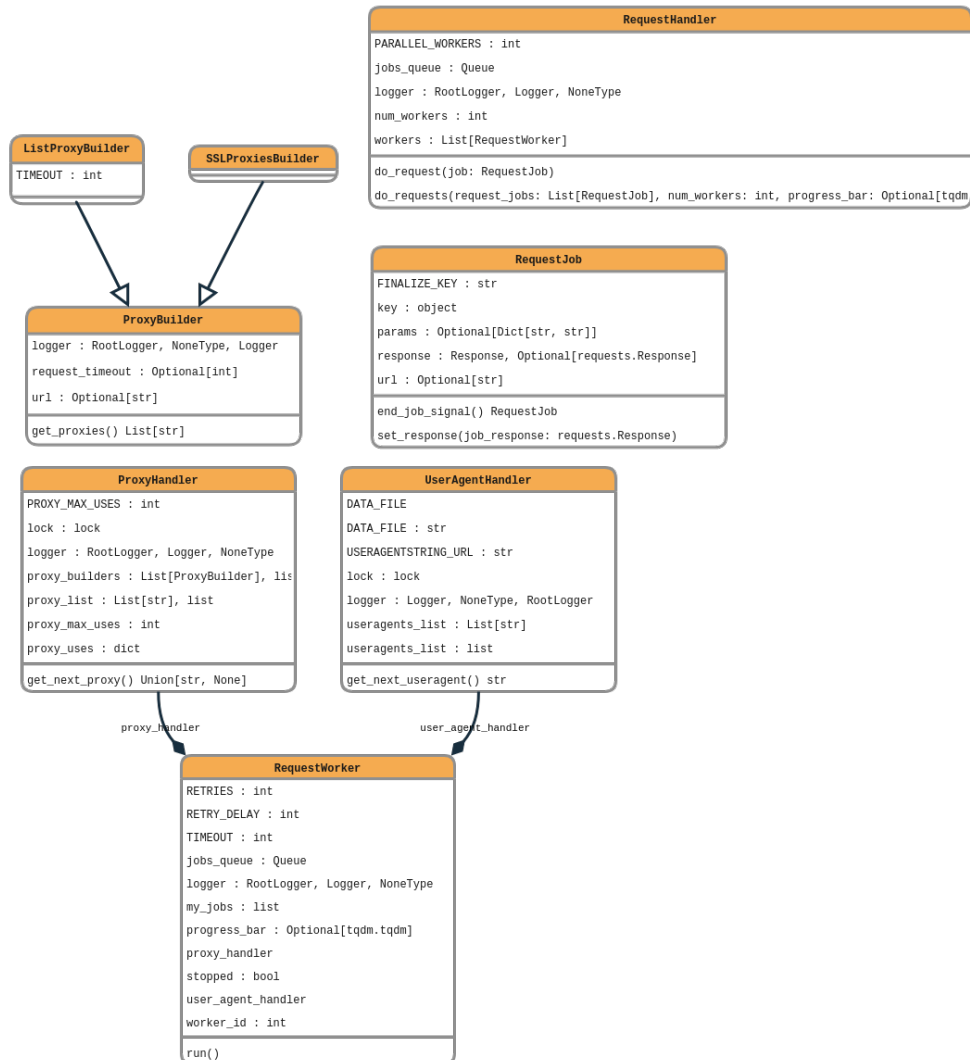 RequestHandler
PARALLEL_WORKERS : int
jobs_queue : Queue
logger : RootLogger, Logger, NoneType
num_workers : int
workers : List[RequestWorker]
do_request(job: RequestJob)
do_requests(request_jobs: List[RequestJob], num_workers: int, progress_bar: Optional[tqdm
ListProxyBuilder
TIMEOUT : int
SSLProxiesBuilder
RequestJob
FINALIZE_KEY : str
key : object
params : Optional[Dict[str, str]]
response : Response, Optional[requests.Response]
url : Optional[str]
end_job_signal() RequestJob
set_response(job_response: requests.Response)
ProxyBuilder
logger : RootLogger, NoneType, Logger
request_timeout : Optional[int]
url : Optional[str]
get_proxies() List[str]
ProxyHandler
PROXY_MAX_USES : int
lock : lock
logger : RootLogger, Logger, NoneType
proxy_builders : List[ProxyBuilder], lis
proxy_list : List[str], list
proxy_max_uses : int
proxy_uses : dict
get_next_proxy() Union[str, None]
UserAgentHandler
DATA_FILE
DATA_FILE : str
USERAGENTSTRING_URL : str
lock : lock
logger : Logger, NoneType, RootLogger
useragents_list : List[str]
useragents_list : list
get_next_useragent() str
proxy_handler
user_agent_handler
RequestWorker
RETRIES : int
RETRY_DELAY : int
TIMEOUT : int
jobs_queue : Queue
logger : RootLogger, Logger, NoneType
my_jobs : list
progress_bar : Optional[tqdm.tqdm]
proxy_handler
stopped : bool
user_agent_handler
worker_id : int
run()